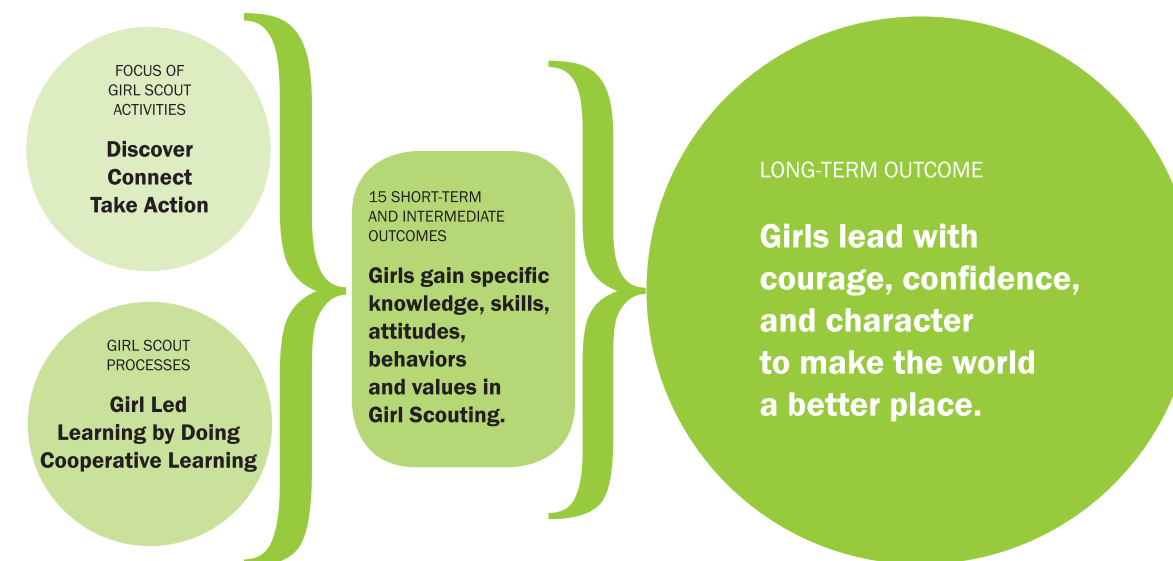 FOCUS OF
GIRL SCOUT
ACTIVITIES
Discover
Connect
Take Action
GIRL SCOUT
PROCESSES
Girl Led
Learning by Doing
Cooperative Learning
15 SHORT-TERM
AND INTERMEDIATE
OUTCOMES
Girls gain specific
knowledge, skills,
attitudes,
behaviors
and values in
Girl Scouting.
LONG-TERM OUTCOME
Girls lead with
courage, confidence,
and character
to make the world
a better place.